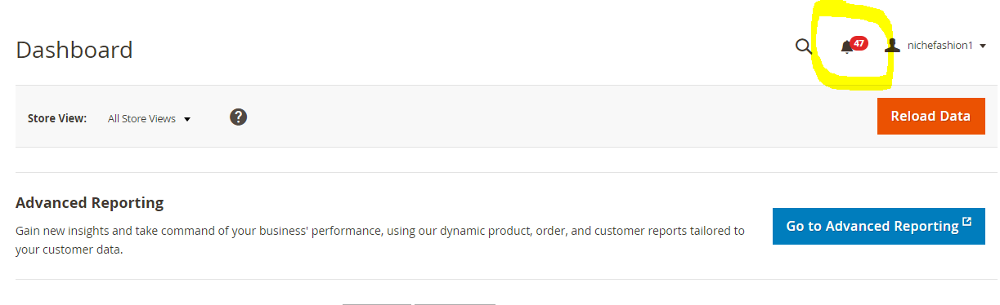 Dashboard
47
nichefashion1
Store View:
All Store Views
?
Reload Data
Advanced Reporting
Gain new insights and take command of your business' performance, using our dynamic product, order, and customer reports tailored to
your customer data.
Go to Advanced Reporting